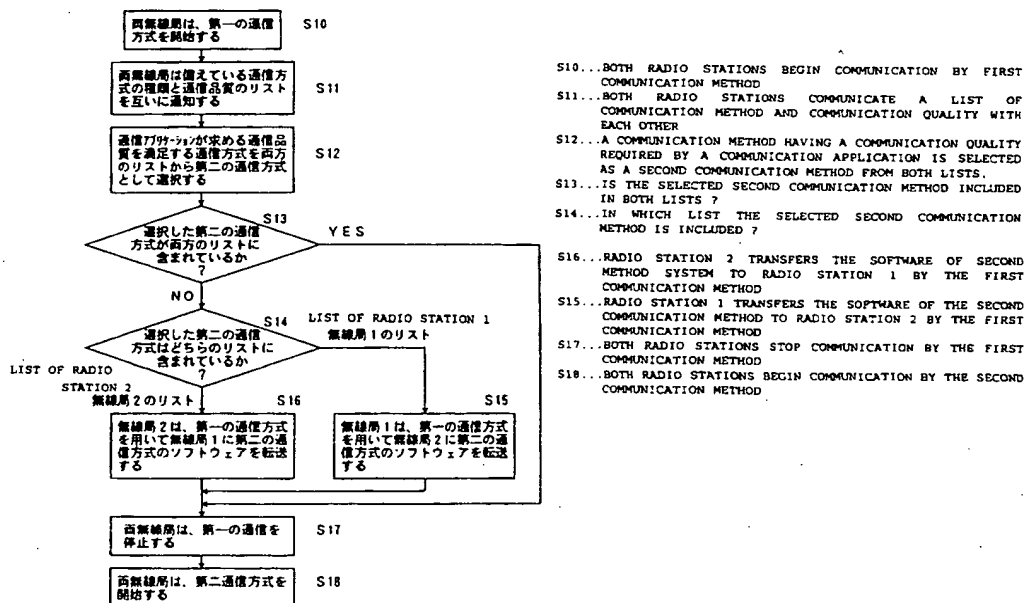 両無線局は、第一の通信
方式を開始する
S10
両無線局は備えている通信方
式の種類と通信品質のリスト
を互いに通知する
S11
通信アプリケーションが求める通信品
質を満足する通信方式を両方
のリストから第二の通信方式
として選択する
S12
S13
選択した第二の通信
方式が両方のリストに
含まれているか
?
YES
NO
S14
選択した第二の通信
方式はどちらのリストに
含まれているか
?
LIST OF RADIO STATION 1
無線局1のリスト
LIST OF RADIO
STATION 2
無線局2のリスト
S16
無線局2は、第一の通信方式
を用いて無線局1に第二の通
信方式のソフトウェアを転送
する
S15
無線局1は、第一の通信方式
を用いて無線局2に第二の通
信方式のソフトウェアを転送
する
両無線局は、第一の通信を
停止する
S17
両無線局は、第二通信方式を
開始する
S18
S10...BOTH RADIO STATIONS BEGIN COMMUNICATION BY FIRST
COMMUNICATION METHOD
S11...BOTH RADIO STATIONS COMMUNICATE A LIST OF
COMMUNICATION METHOD AND COMMUNICATION QUALITY WITH
EACH OTHER
S12...A COMMUNICATION METHOD HAVING A COMMUNICATION QUALITY
REQUIRED BY A COMMUNICATION APPLICATION IS SELECTED
AS A SECOND COMMUNICATION METHOD FROM BOTH LISTS.
S13...IS THE SELECTED SECOND COMMUNICATION METHOD INCLUDED
IN BOTH LISTS ?
S14...IN WHICH LIST THE SELECTED SECOND COMMUNICATION
METHOD IS INCLUDED ?
S16...RADIO STATION 2 TRANSFERS THE SOFTWARE OF SECOND
METHOD SYSTEM TO RADIO STATION 1 BY THE FIRST
COMMUNICATION METHOD
S15...RADIO STATION 1 TRANSFERS THE SOFTWARE OF THE SECOND
COMMUNICATION METHOD TO RADIO STATION 2 BY THE FIRST
COMMUNICATION METHOD
S17...BOTH RADIO STATIONS STOP COMMUNICATION BY THE FIRST
COMMUNICATION METHOD
S18...BOTH RADIO STATIONS BEGIN COMMUNICATION BY THE SECOND
COMMUNICATION METHOD